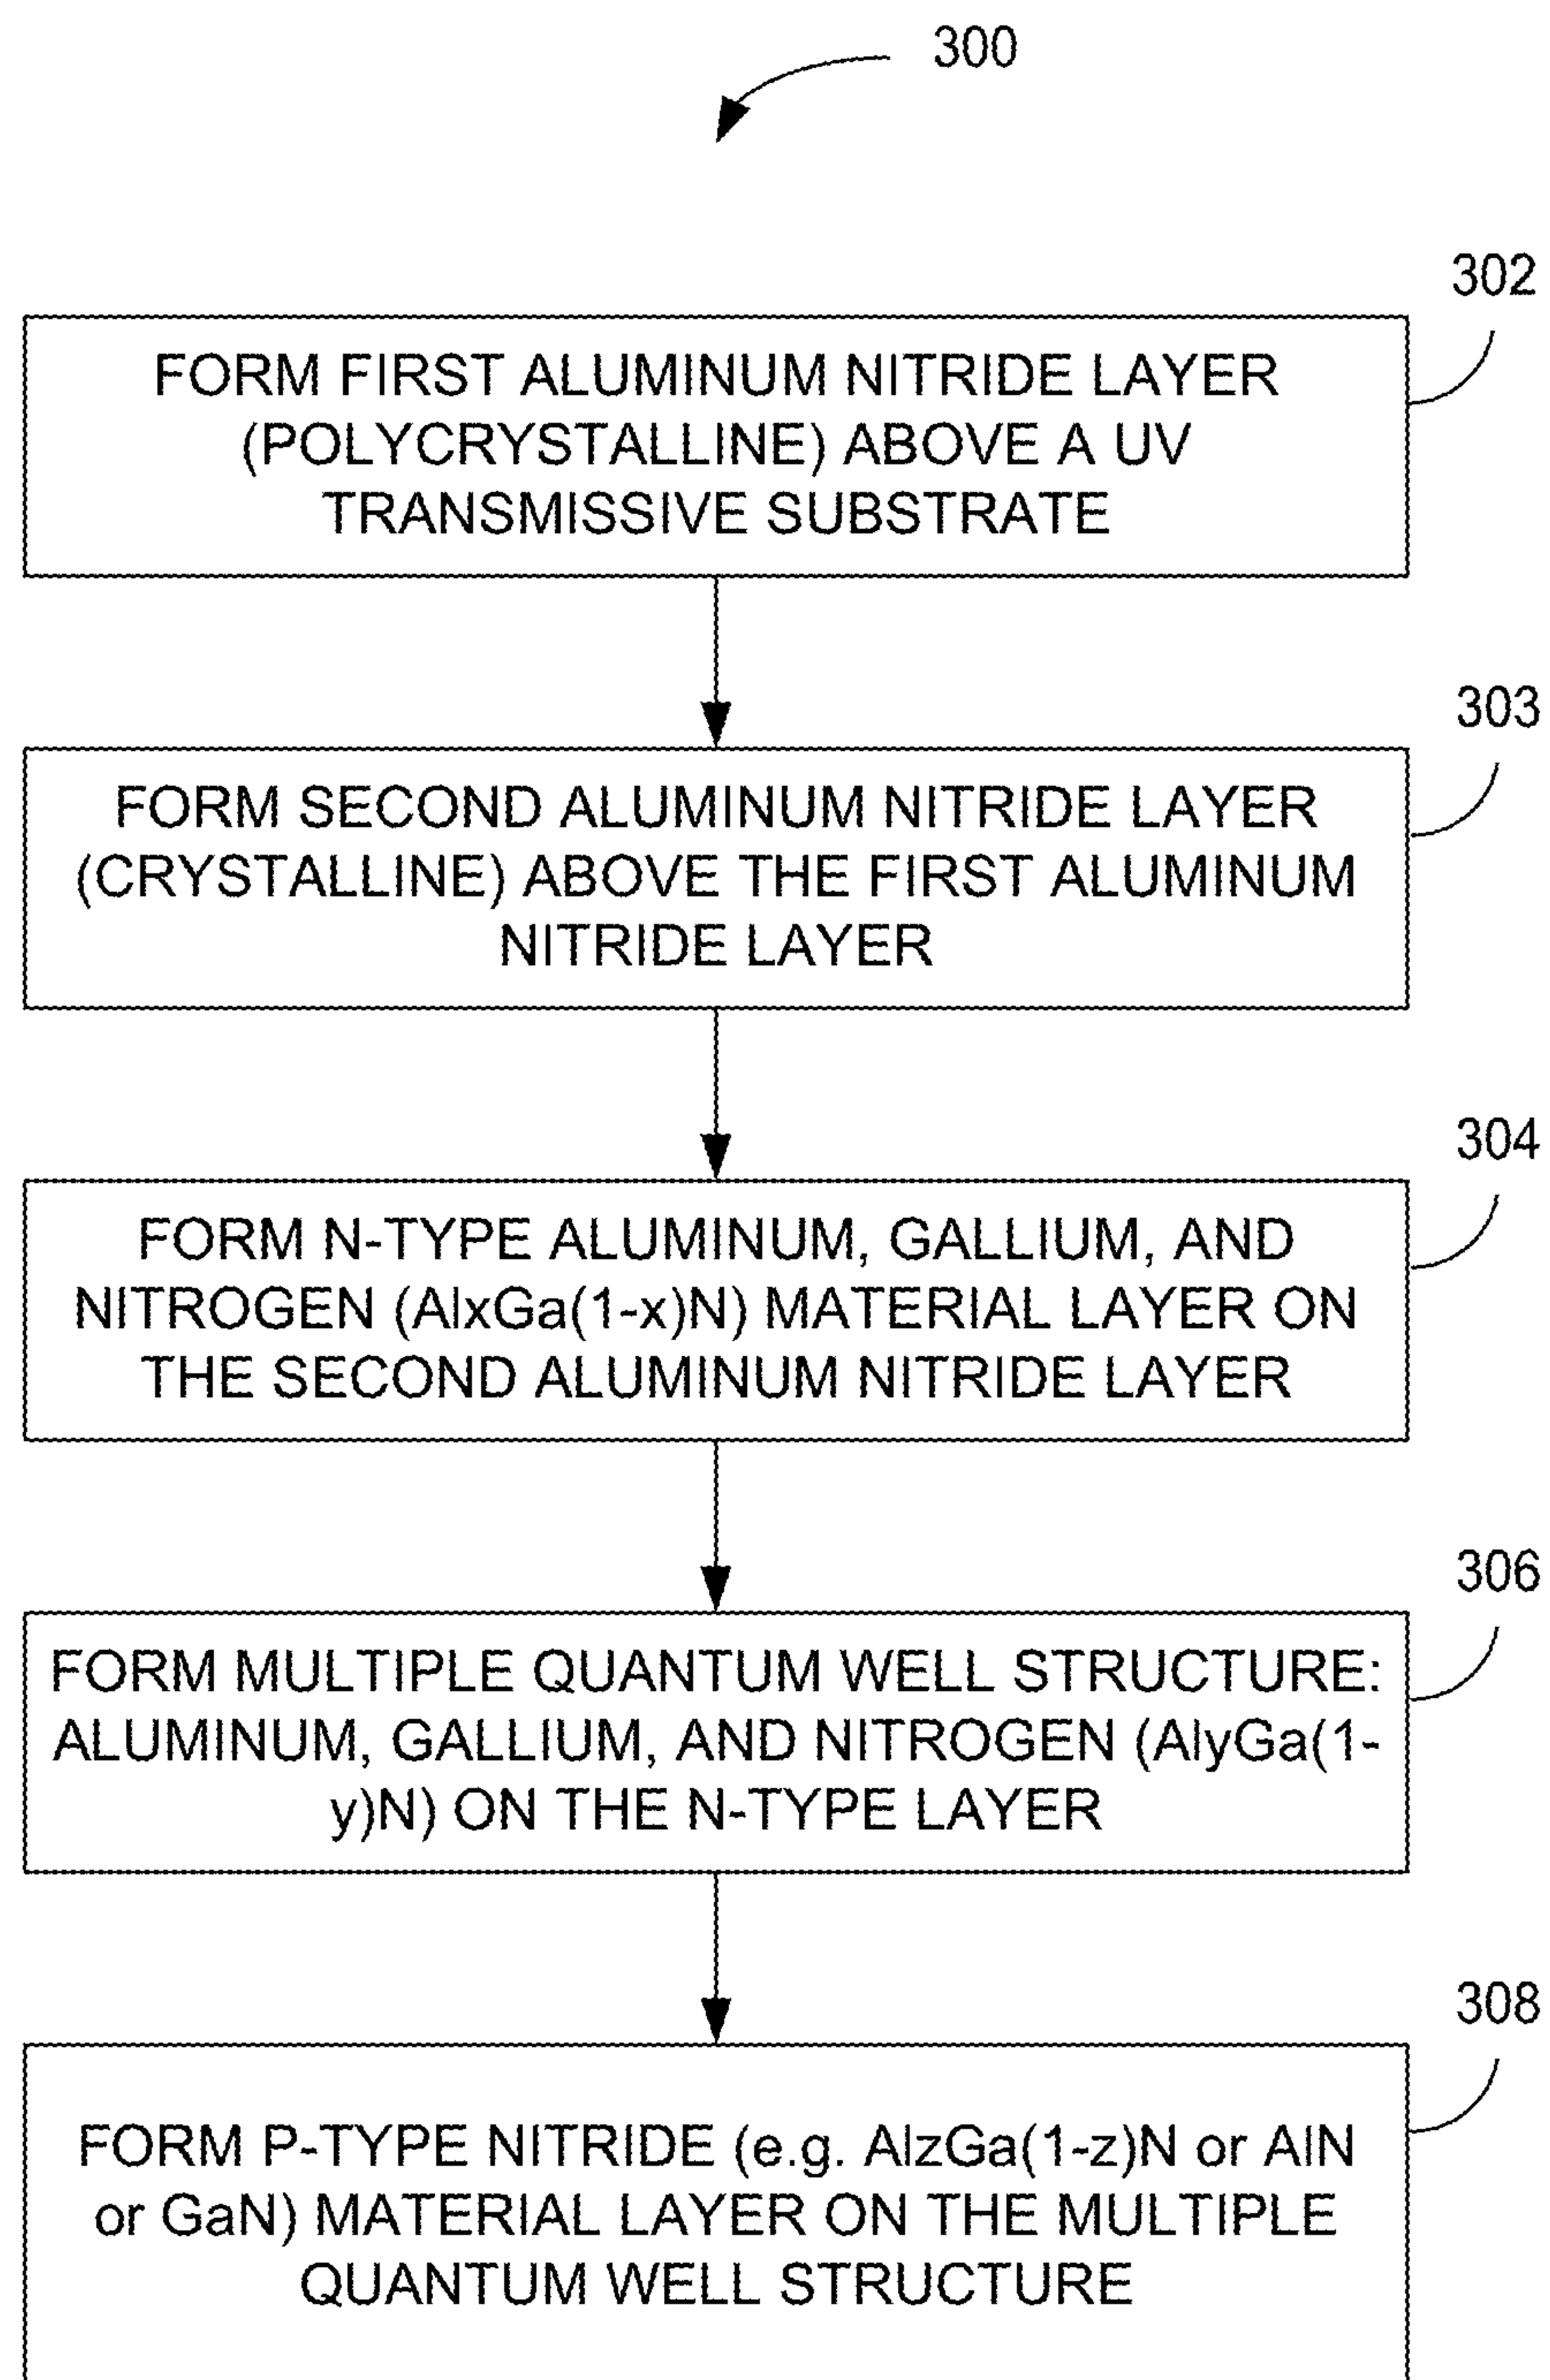 300
302
FORM FIRST ALUMINUM NITRIDE LAYER
(POLYCRYSTALLINE) ABOVE A UV
TRANSMISSIVE SUBSTRATE
303
FORM SECOND ALUMINUM NITRIDE LAYER
(CRYSTALLINE) ABOVE THE FIRST ALUMINUM
NITRIDE LAYER
304
FORM N-TYPE ALUMINUM, GALLIUM, AND
NITROGEN (AlxGa(1-x)N) MATERIAL LAYER ON
THE SECOND ALUMINUM NITRIDE LAYER
306
FORM MULTIPLE QUANTUM WELL STRUCTURE:
ALUMINUM, GALLIUM, AND NITROGEN (AlyGa(1-
y)N) ON THE N-TYPE LAYER
308
FORM P-TYPE NITRIDE (e.g. AlzGa(1-z)N or AlN
or GaN) MATERIAL LAYER ON THE MULTIPLE
QUANTUM WELL STRUCTURE